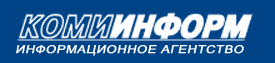 КОМИИНФОРМ
ИНФОРМАЦИОННОЕ АГЕНТСТВО